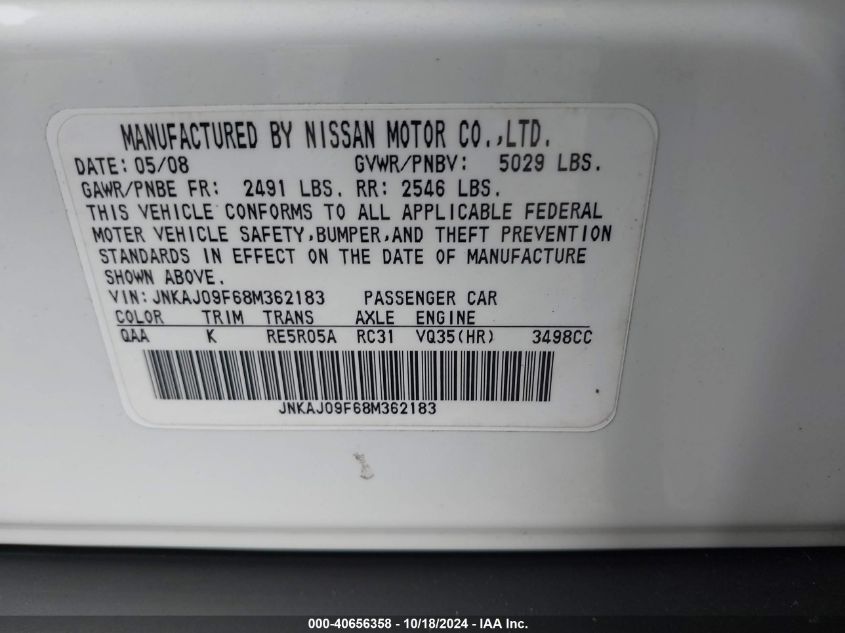 MANUFACTURED BY NISSAN MOTOR CO.,LTD.
DATE: 05/08 GVWR/PNBV: 5029 LBS.
GAWR/PNBE FR: 2491 LBS. RR: 2546 LBS.
THIS VEHICLE CONFORMS TO ALL APPLICABLE FEDERAL
MOTER VEHICLE SAFETY,BUMPER,AND THEFT PREVENTION
STANDARDS IN EFFECT ON THE DATE OF MANUFACTURE
SHOWN ABOVE.
VIN:JNKAJ09F68M362183 PASSENGER CAR
COLOR TRIM TRANS AXLE ENGINE
QAA K RE5R05A RC31 VQ35(HR) 3498CC
JNKAJ09F68M362183
000-40656358 - 10/18/2024 - IAA Inc.